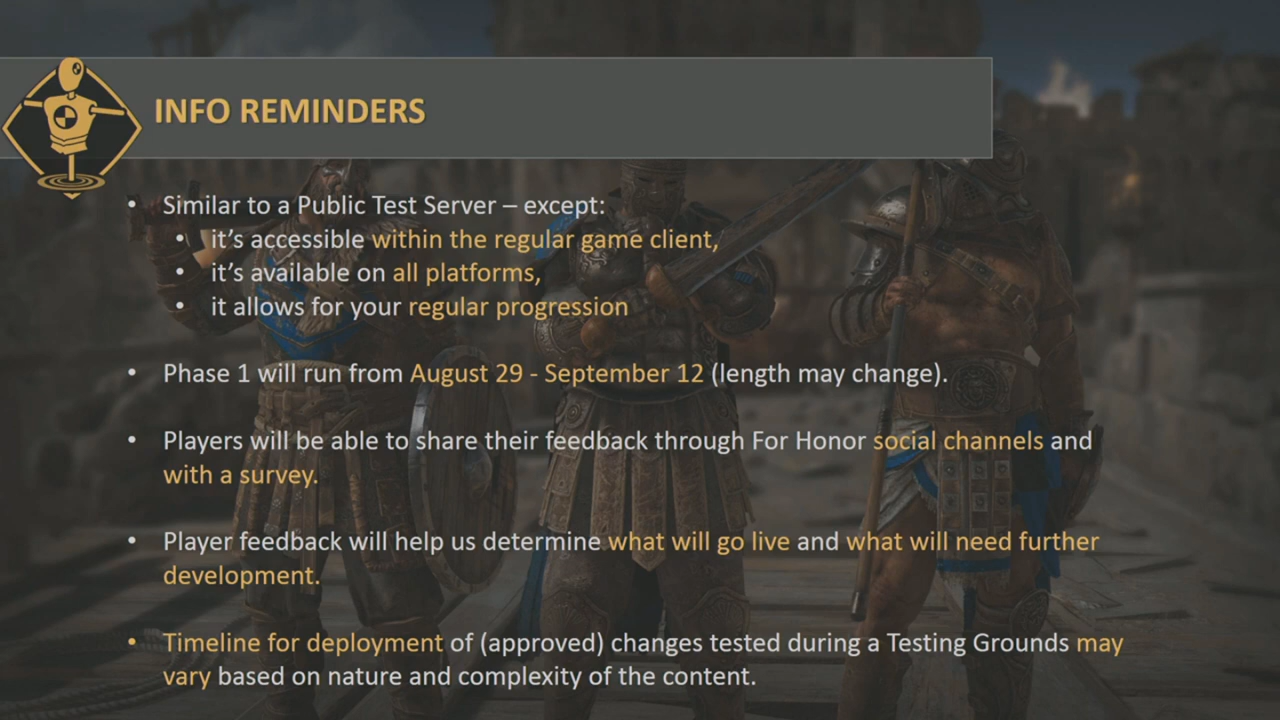 INFO REMINDERS
• Similar to a Public Test Server – except:
• it’s accessible within the regular game client,
• it’s available on all platforms,
• it allows for your regular progression
• Phase 1 will run from August 29 - September 12 (length may change).
• Players will be able to share their feedback through For Honor social channels and
with a survey.
• Player feedback will help us determine what will go live and what will need further
development.
• Timeline for deployment of (approved) changes tested during a Testing Grounds may
vary based on nature and complexity of the content.